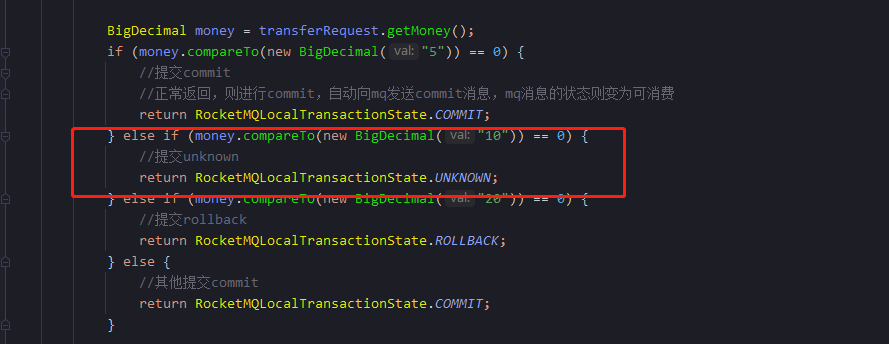 BigDecimal money = transferRequest.getMoney();
if (money.compareTo(new BigDecimal( val: "5")) == 0) {
//提交commit
//正常返回，则进行commit，自动向mq发送commit消息，mq消息的状态则变为可消费
return RocketMQLocalTransactionState.COMMIT;
} else if (money.compareTo(new BigDecimal( val: "10")) == 0) {
//提交unknown
return RocketMQLocalTransactionState.UNKNOWN;
} else if (money.compareTo(new BigDecimal( val: "20")) == 0) {
//提交rollback
return RocketMQLocalTransactionState.ROLLBACK;
} else {
//其他提交commit
return RocketMQLocalTransactionState.COMMIT;
}